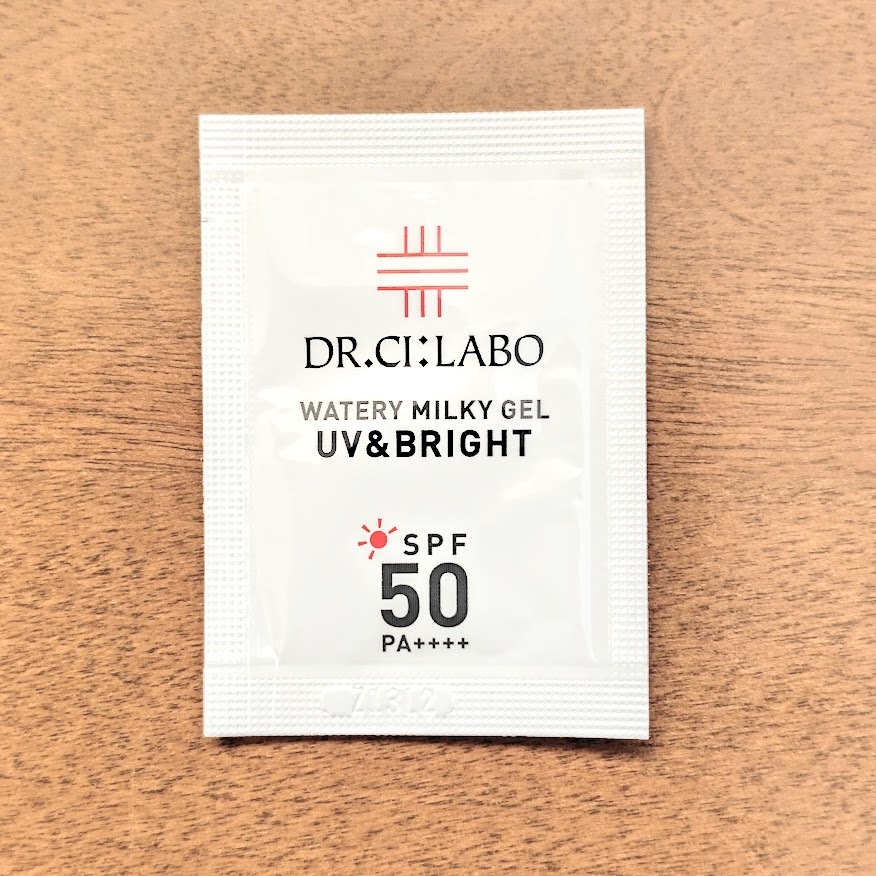 DR.CI:LABO
WATERY MILKY GEL
UV&BRIGHT
SPF
50
PA++++